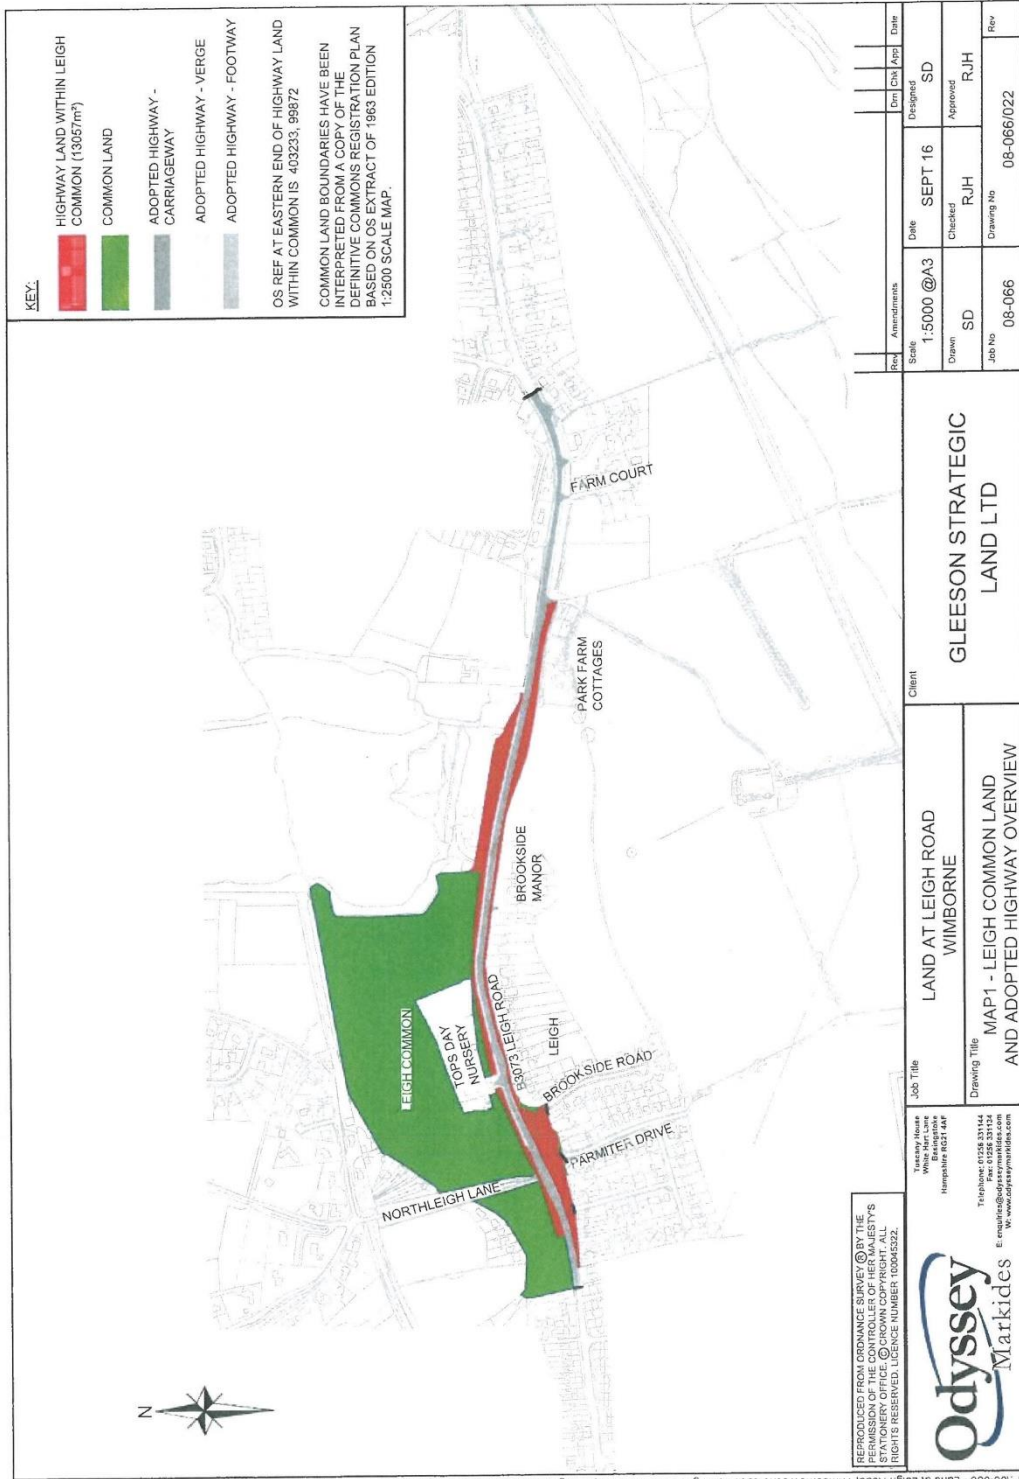 KEY:
HIGHWAY LAND WITHIN LEIGH
COMMON (13057m²)
COMMON LAND
ADOPTED HIGHWAY -
CARRIAGEWAY
ADOPTED HIGHWAY - VERGE
ADOPTED HIGHWAY - FOOTWAY
OS REF AT EASTERN END OF HIGHWAY LAND
WITHIN COMMON IS 403233, 99872
COMMON LAND BOUNDARIES HAVE BEEN
INTERPRETED FROM A COPY OF THE
DEFINITIVE COMMONS REGISTRATION PLAN
BASED ON OS EXTRACT OF 1963 EDITION
1:2500 SCALE MAP.
N
LEIGH COMMON
TOPS DAY
NURSERY
NORTHLEIGH LANE
B3073 LEIGH ROAD
LEIGH
BROOKSIDE ROAD
PARMITER DRIVE
BROOKSIDE
MANOR
PARK FARM
COTTAGES
FARM COURT
REPRODUCED FROM ORDNANCE SURVEY ® BY THE
PERMISSION OF THE CONTROLLER OF HER MAJESTY'S
STATIONERY OFFICE. © CROWN COPYRIGHT. ALL
RIGHTS RESERVED. LICENCE NUMBER 100045322.
Odyssey
Markides
Tuscany House
White Hart Lane
Basingstoke
Hampshire RG21 4AF
Telephone: 01256 331144
Fax: 01256 331134
E: enquiries@odysseymarkides.com
W: www.odysseymarkides.com
Job Title
LAND AT LEIGH ROAD
WIMBORNE
Drawing Title
MAP1 - LEIGH COMMON LAND
AND ADOPTED HIGHWAY OVERVIEW
Client
GLEESON STRATEGIC
LAND LTD
Rev Amendments Drn Chk App Date
Scale 1:5000 @A3
Date SEPT 16
Designed SD
Drawn SD
Checked RJH
Approved RJH
Job No 08-066
Drawing No 08-066/022
Rev